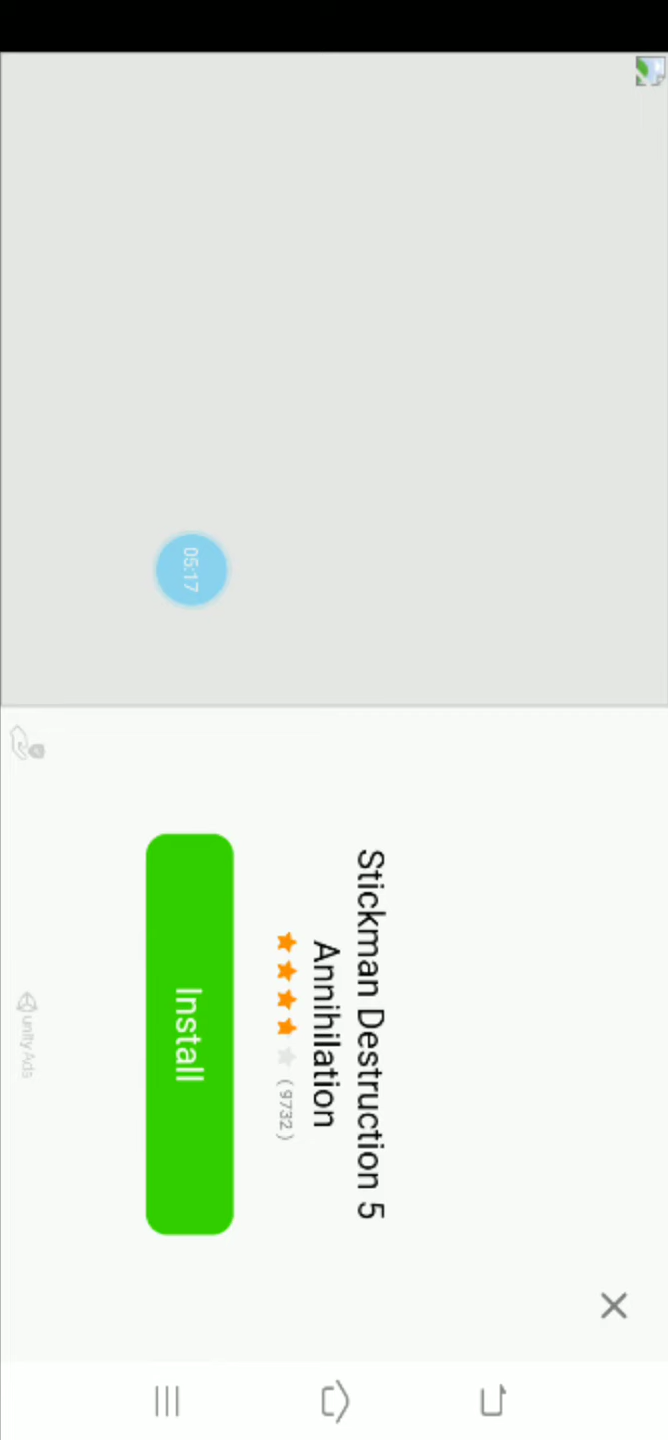 05:17
Stickman Destruction 5
Annihilation
( 9732 )
Install
unity Ads